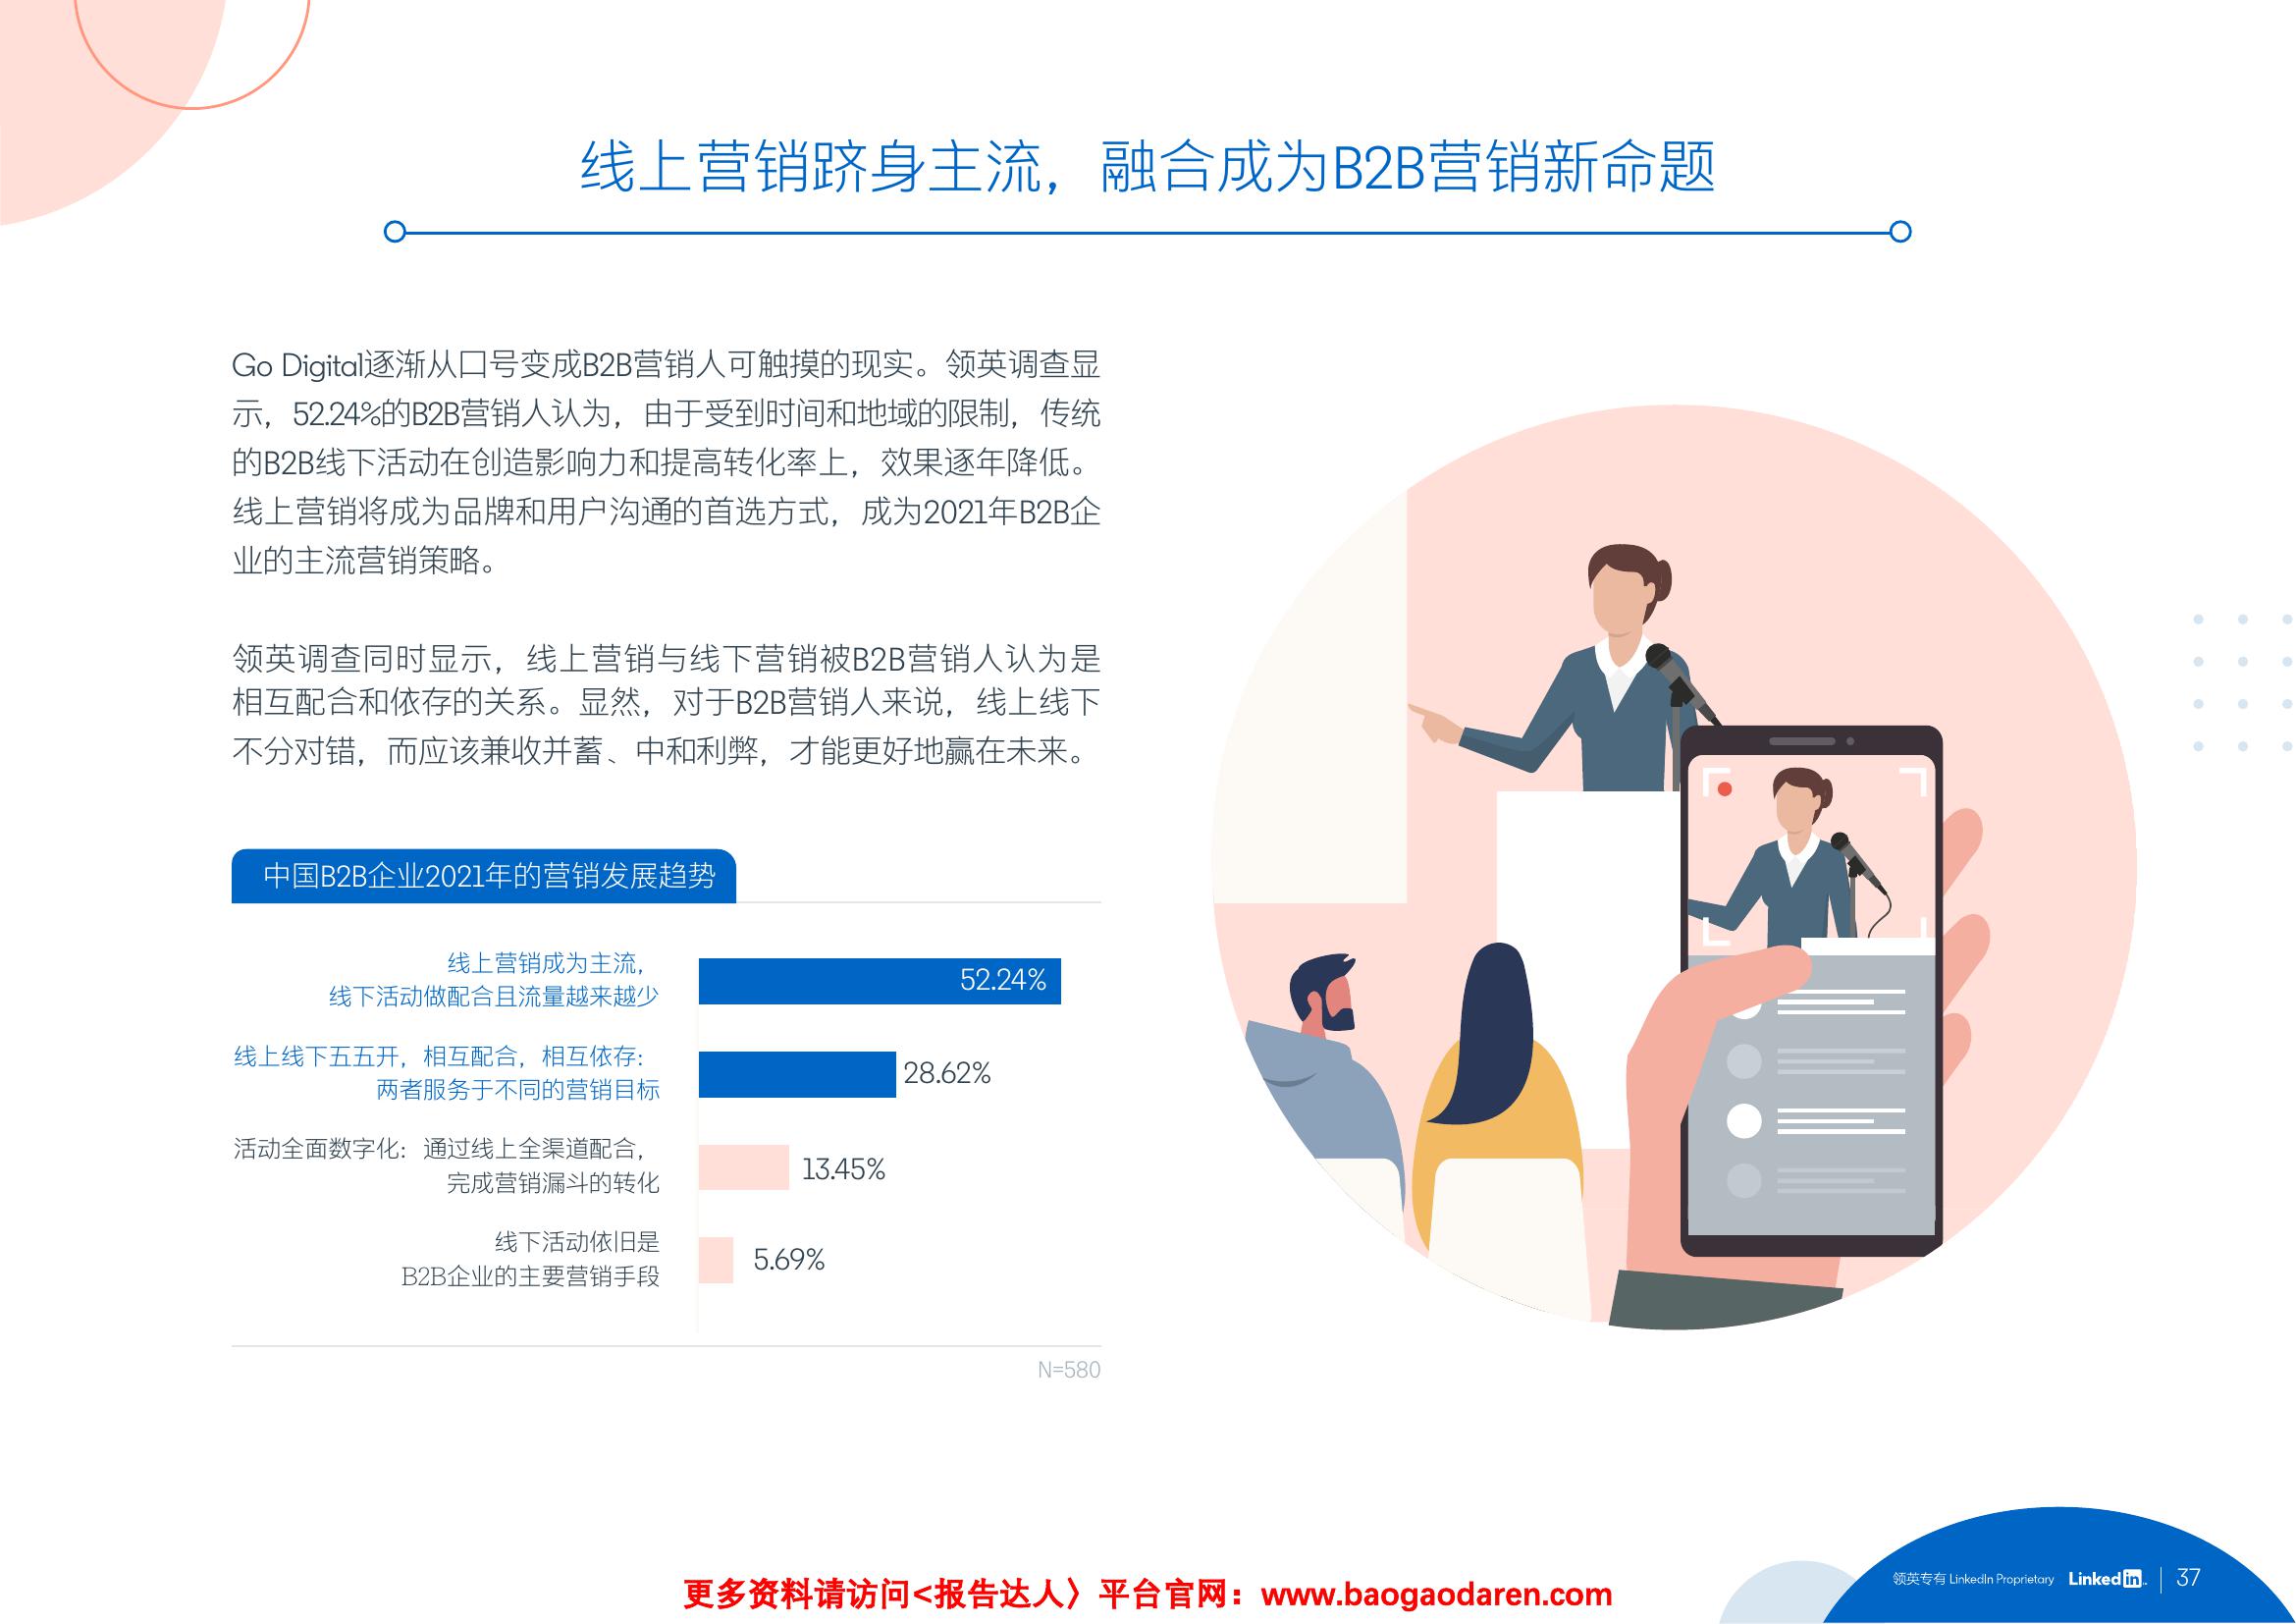 线上营销跻身主流，融合成为B2B营销新命题
Go Digital逐渐从口号变成B2B营销人可触摸的现实。领英调查显
示，52.24%的B2B营销人认为，由于受到时间和地域的限制，传统
的B2B线下活动在创造影响力和提高转化率上，效果逐年降低。
线上营销将成为品牌和用户沟通的首选方式，成为2021年B2B企
业的主流营销策略。
领英调查同时显示，线上营销与线下营销被B2B营销人认为是
相互配合和依存的关系。显然，对于B2B营销人来说，线上线下
不分对错，而应该兼收并蓄、中和利弊，才能更好地赢在未来。
中国B2B企业2021年的营销发展趋势
线上营销成为主流，
线下活动做配合且流量越来越少
52.24%
线上线下五五开，相互配合，相互依存：
两者服务于不同的营销目标
28.62%
活动全面数字化：通过线上全渠道配合，
完成营销漏斗的转化
13.45%
线下活动依旧是
B2B企业的主要营销手段
5.69%
N=580
领英专有 LinkedIn Proprietary LinkedIn 37
更多资料请访问<报告达人〉平台官网：www.baogaodaren.com